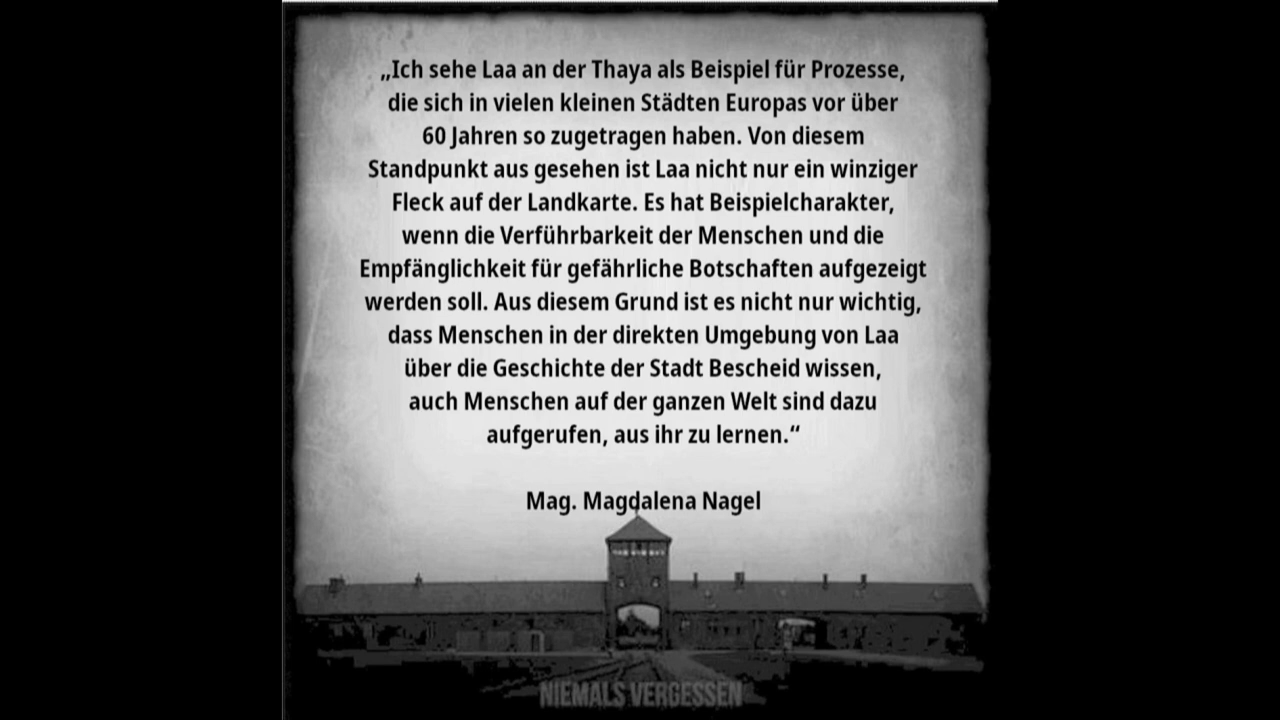 „Ich sehe Laa an der Thaya als Beispiel für Prozesse,
die sich in vielen kleinen Städten Europas vor über
60 Jahren so zugetragen haben. Von diesem
Standpunkt aus gesehen ist Laa nicht nur ein winziger
Fleck auf der Landkarte. Es hat Beispielcharakter,
wenn die Verführbarkeit der Menschen und die
Empfänglichkeit für gefährliche Botschaften aufgezeigt
werden soll. Aus diesem Grund ist es nicht nur wichtig,
dass Menschen in der direkten Umgebung von Laa
über die Geschichte der Stadt Bescheid wissen,
auch Menschen auf der ganzen Welt sind dazu
aufgerufen, aus ihr zu lernen.“
Mag. Magdalena Nagel
NIEMALS VERGESSEN